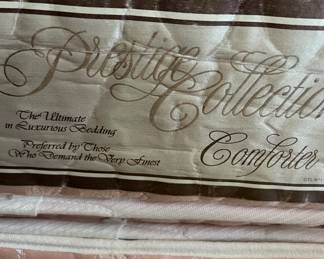 Prestige
Collection
The Ultimate
in Luxurious Bedding
Preferred by Those
Who Demand the Very Finest
Comforter